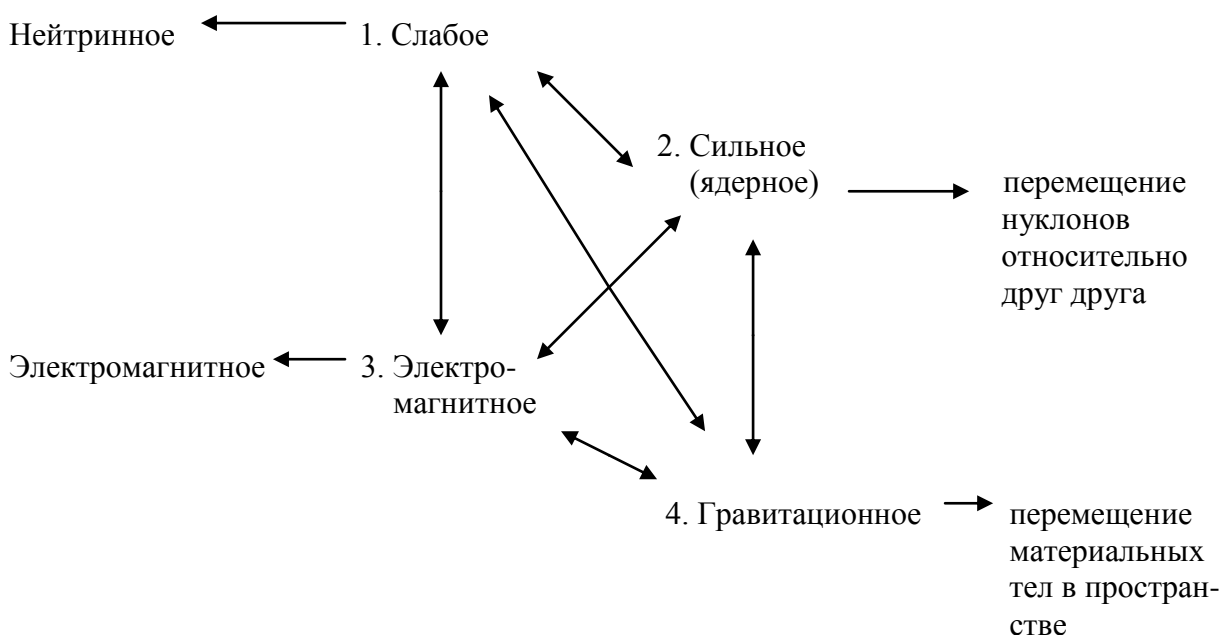 Нейтринное
1. Слабое
2. Сильное
(ядерное)
перемещение
нуклонов
относительно
друг друга
Электромагнитное
3. Электро-
магнитное
4. Гравитационное
перемещение
материальных
тел в простран-
стве